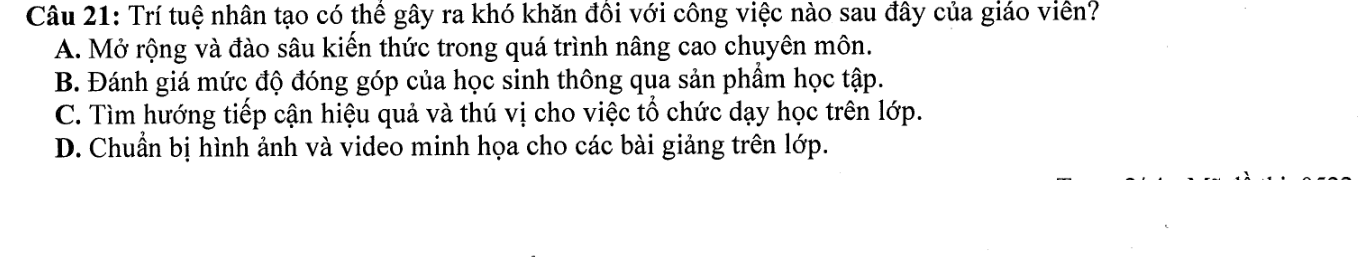 Câu 21: Trí tuệ nhân tạo có thể gây ra khó khăn đối với công việc nào sau đây của giáo viên?
A. Mở rộng và đào sâu kiến thức trong quá trình nâng cao chuyên môn.
B. Đánh giá mức độ đóng góp của học sinh thông qua sản phẩm học tập.
C. Tìm hướng tiếp cận hiệu quả và thú vị cho việc tổ chức dạy học trên lớp.
D. Chuẩn bị hình ảnh và video minh họa cho các bài giảng trên lớp.